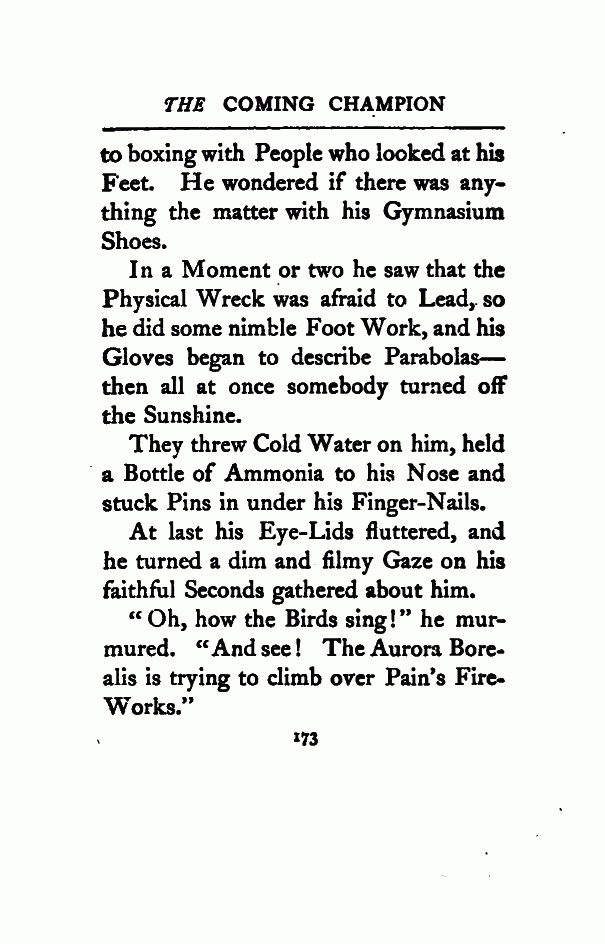 THE COMING CHAMPION
to boxing with People who looked at his
Feet. He wondered if there was any-
thing the matter with his Gymnasium
Shoes.
In a Moment or two he saw that the
Physical Wreck was afraid to Lead, so
he did some nimble Foot Work, and his
Gloves began to describe Parabolas—
then all at once somebody turned off
the Sunshine.
They threw Cold Water on him, held
a Bottle of Ammonia to his Nose and
stuck Pins in under his Finger-Nails.
At last his Eye-Lids fluttered, and
he turned a dim and filmy Gaze on his
faithful Seconds gathered about him.
“Oh, how the Birds sing!” he mur-
mured. “And see! The Aurora Bore-
alis is trying to climb over Pain's Fire-
Works.”
173